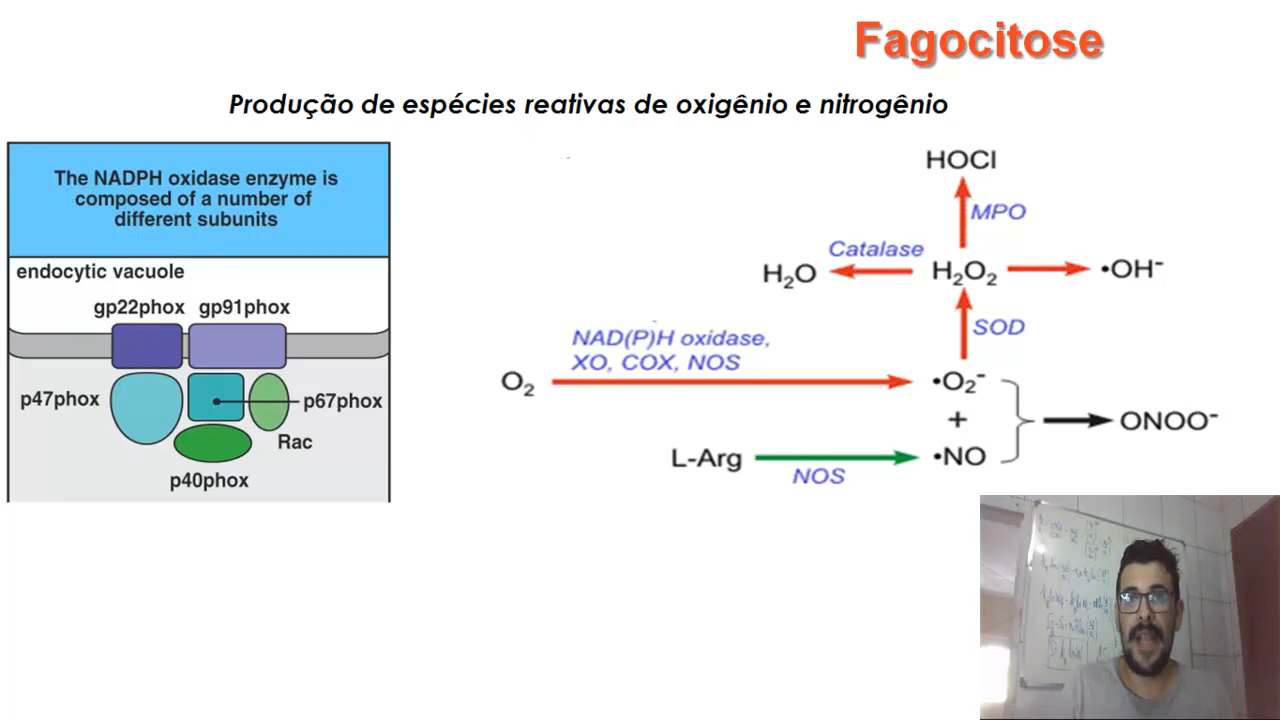 Fagocitose
Produção de espécies reativas de oxigênio e nitrogênio
The NADPH oxidase enzyme is
composed of a number of
different subunits
endocytic vacuole
gp22phox gp91phox
p47phox
p67phox
Rac
p40phox
HOCl
MPO
Catalase
H₂O
H₂O₂
•OH⁻
SOD
NAD(P)H oxidase,
XO, COX, NOS
O₂
•O₂⁻
+
ONOO⁻
L-Arg
•NO
NOS